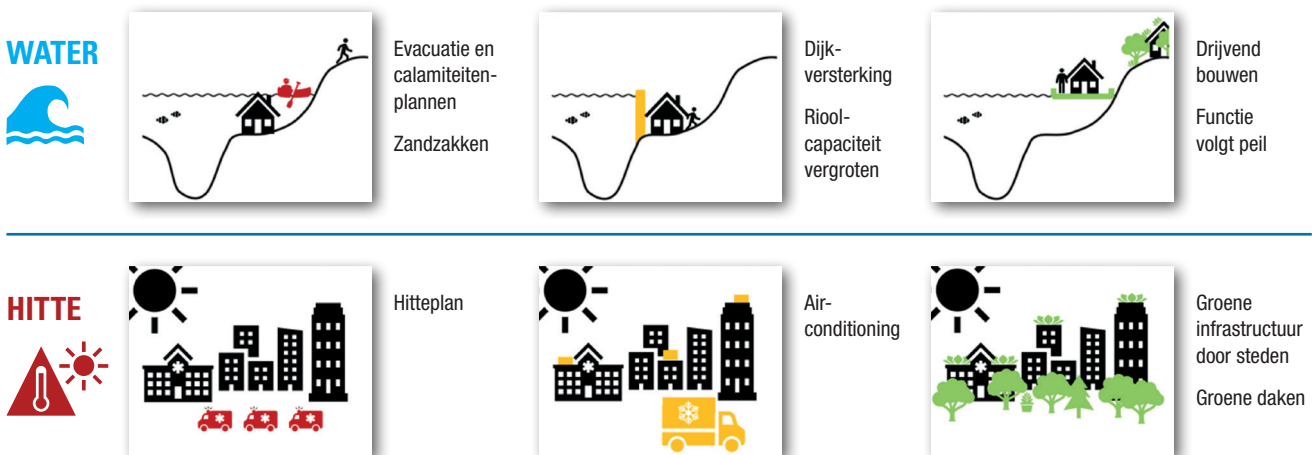 WATER
Evacuatie en
calamiteiten-
plannen
Zandzakken
Dijk-
versterking
Riool-
capaciteit
vergroten
Drijvend
bouwen
Functie
volgt peil
HITTE
Hitteplan
Air-
conditioning
Groene
infrastructuur
door steden
Groene daken